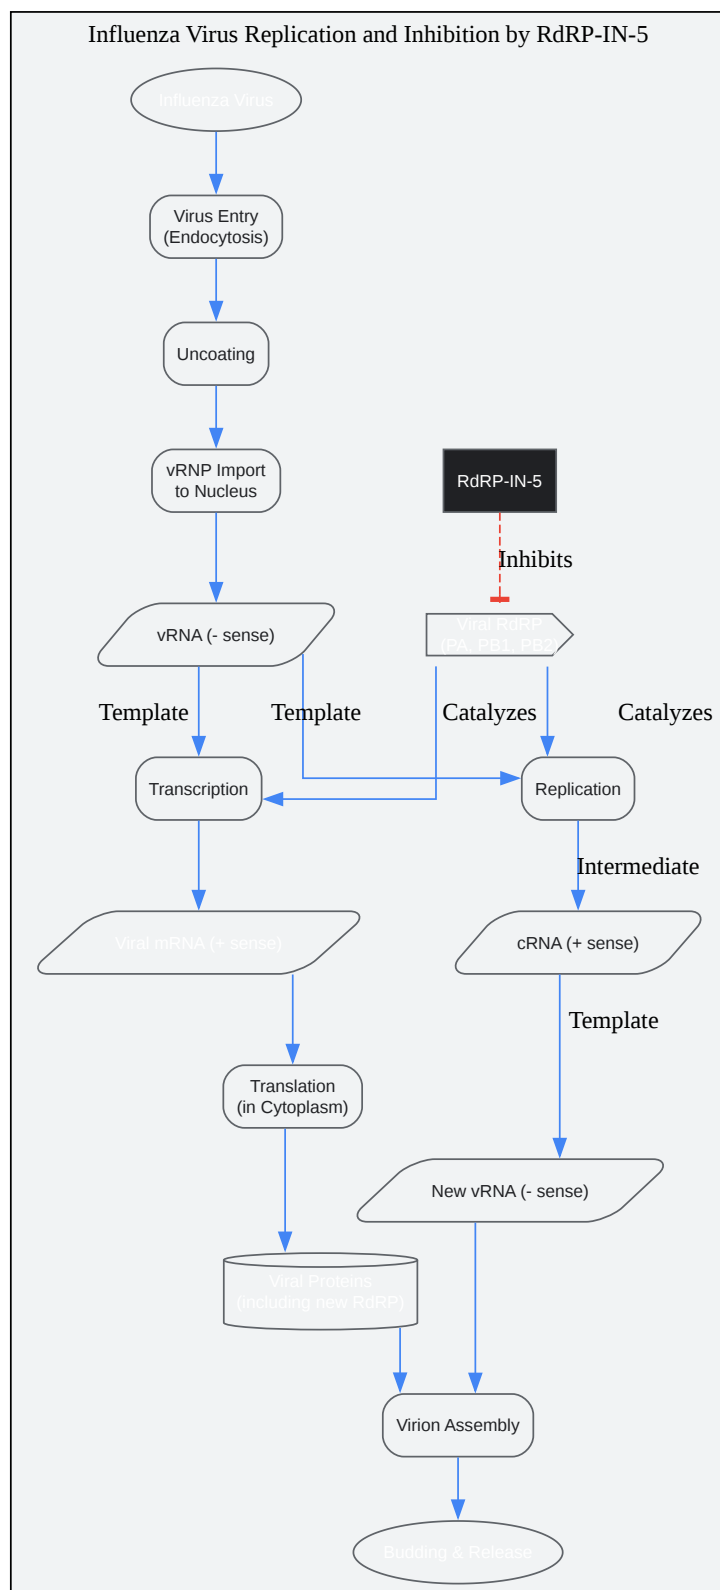 Influenza Virus Replication and Inhibition by RdRP-IN-5
Influenza Virus
Virus Entry
(Endocytosis)
Uncoating
vRNP Import
to Nucleus
RdRP-IN-5
Inhibits
vRNA (- sense)
Viral RdRP
(PA, PB1, PB2)
Template
Template
Catalyzes
Catalyzes
Transcription
Replication
Intermediate
Viral mRNA (+ sense)
cRNA (+ sense)
Template
Translation
(in Cytoplasm)
New vRNA (- sense)
Viral Proteins
(including new RdRP)
Virion Assembly
Budding & Release